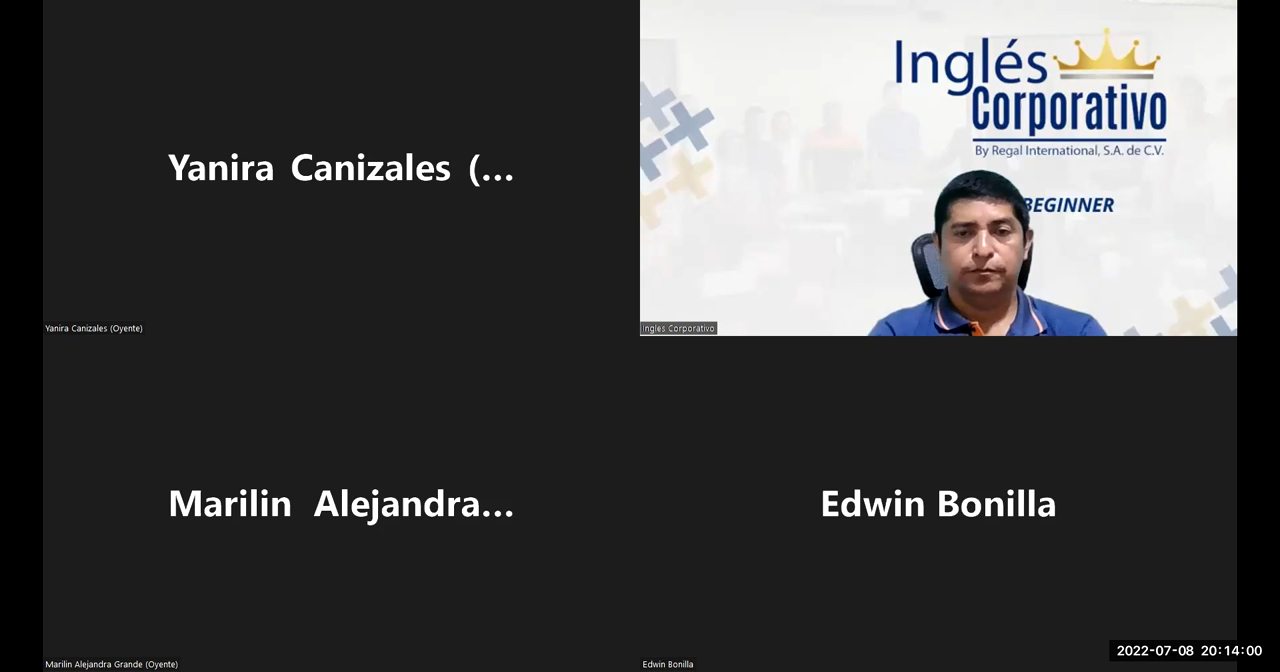 Yanira Canizales (...
Yanira Canizales (Oyente)
Inglés
Corporativo
By Regal International, S.A. de C.V.
BEGINNER
Ingles Corporativo
Marilin Alejandra...
Marilin Alejandra Grande (Oyente)
Edwin Bonilla
Edwin Bonilla
2022-07-08 20:14:00